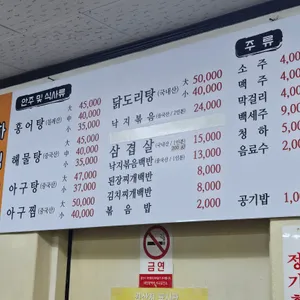 안주 및 식사류
홍어탕 大 45,000
中 40,000
小 35,000
해물탕 大 45,000
中 40,000
小 35,000
아구탕 大 47,000
小 37,000
아구찜 大 50,000
小 40,000
닭도리탕 (국내산) 大 50,000
小 40,000
낙지볶음 24,000
삼겹살 15,000
낙지볶음백반 13,000
된장찌개백반 8,000
김치찌개백반 8,000
볶음밥 2,000
주류
소주
맥주
막걸리
백세주
청하
음료수
공기밥
금연